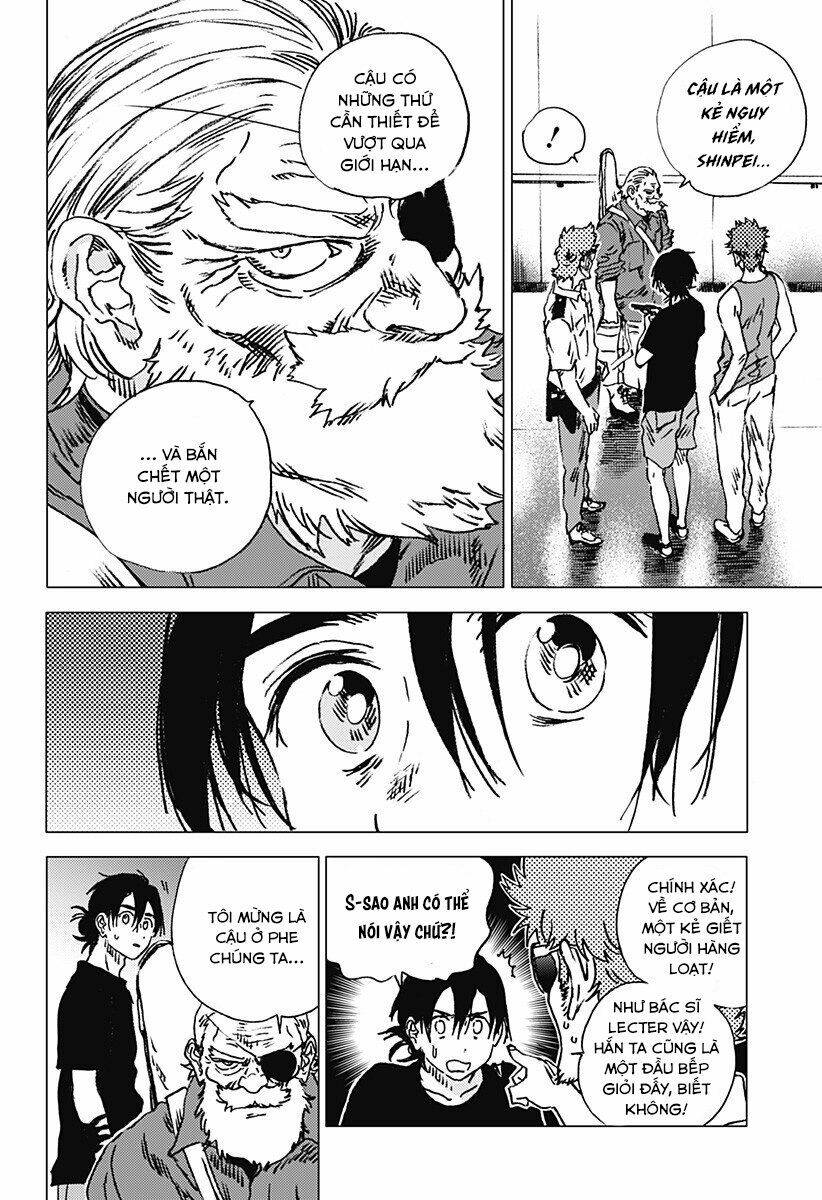 CẬU LÀ MỘT
KẺ NGUY
HIỂM,
SHINPEI...
!
CẬU CÓ
NHỮNG THỨ
CẦN THIẾT ĐỂ
VƯỢT QUA
GIỚI HẠN...
... VÀ BẮN
CHẾT MỘT
NGƯỜI THẬT.
CHÍNH XÁC!
VỀ CƠ BẢN,
MỘT KẺ GIẾT
NGƯỜI HÀNG
LOẠT!
NHƯ BÁC SĨ
LECTER VẬY!
HẮN TA CŨNG LÀ
MỘT ĐẦU BẾP
GIỎI ĐẤY, BIẾT
KHÔNG!
S-SAO ANH CÓ THỂ
NÓI VẬY CHỨ?!
TÔI MỪNG LÀ
CẬU Ở PHE
CHÚNG TA...